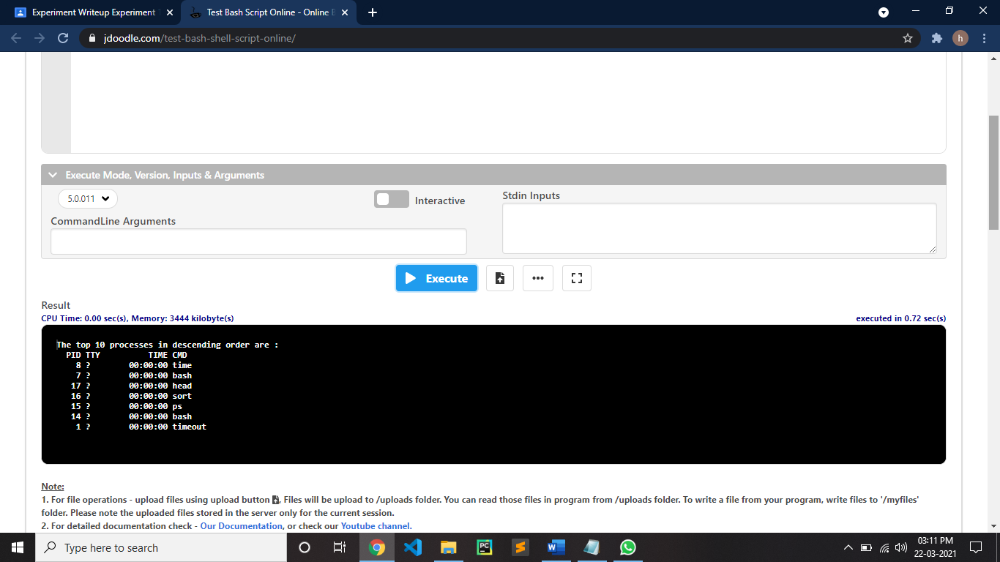 Experiment Writeup Experiment
Test Bash Script Online - Online
jdoodle.com/test-bash-shell-script-online/
h
Execute Mode, Version, Inputs & Arguments
5.0.011
Interactive
Stdin Inputs
CommandLine Arguments
Execute
Result
CPU Time: 0.00 sec(s), Memory: 3444 kilobyte(s)
executed in 0.72 sec(s)
The top 10 processes in descending order are :
PID TTY TIME CMD
8 ? 00:00:00 time
7 ? 00:00:00 bash
17 ? 00:00:00 head
16 ? 00:00:00 sort
15 ? 00:00:00 ps
14 ? 00:00:00 bash
1 ? 00:00:00 timeout
Note:
1. For file operations - upload files using upload button , Files will be upload to /uploads folder. You can read those files in program from /uploads folder. To write a file from your program, write files to '/myfiles'
folder. Please note the uploaded files stored in the server only for the current session.
2. For detailed documentation check - Our Documentation, or check our Youtube channel.
Type here to search
PC
W
03:11 PM
22-03-2021